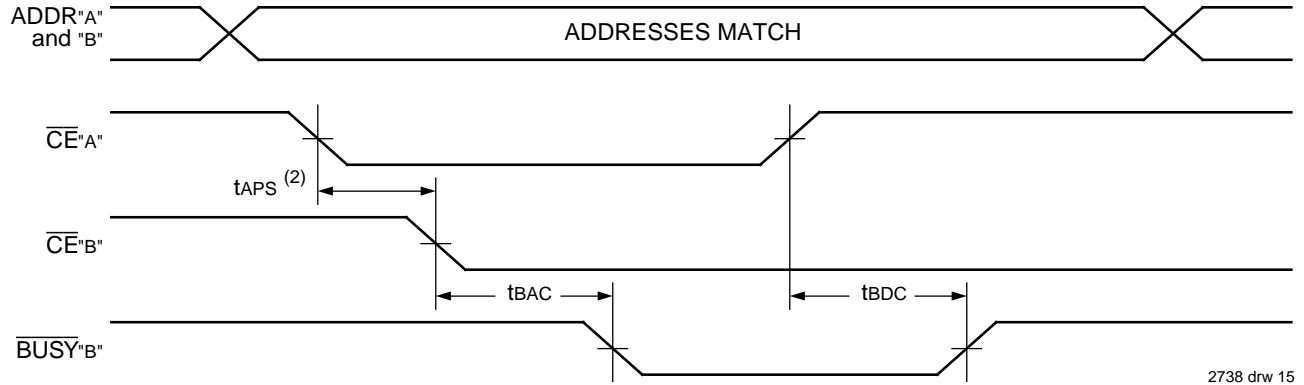 ADDR"A"
and "B"
ADDRESSES MATCH
CE"A"
tAPS (2)
CE"B"
tBAC
tBDC
BUSY"B"
2738 drw 15